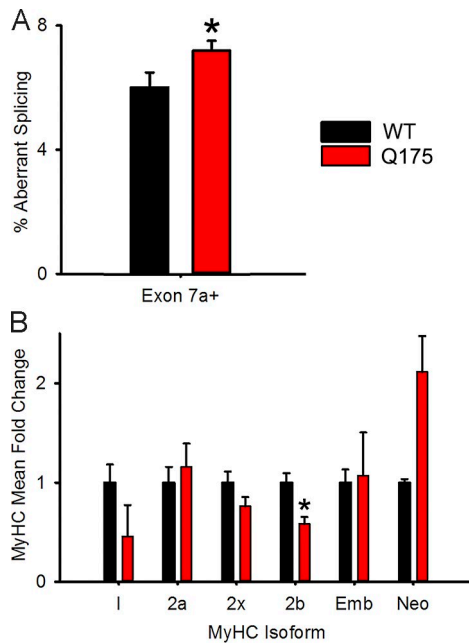 A
% Aberrant Splicing
8
4
0
*
Exon 7a+
WT
Q175
B
MyHC Mean Fold Change
2
1
0
*
I 2a 2x 2b Emb Neo
MyHC Isoform